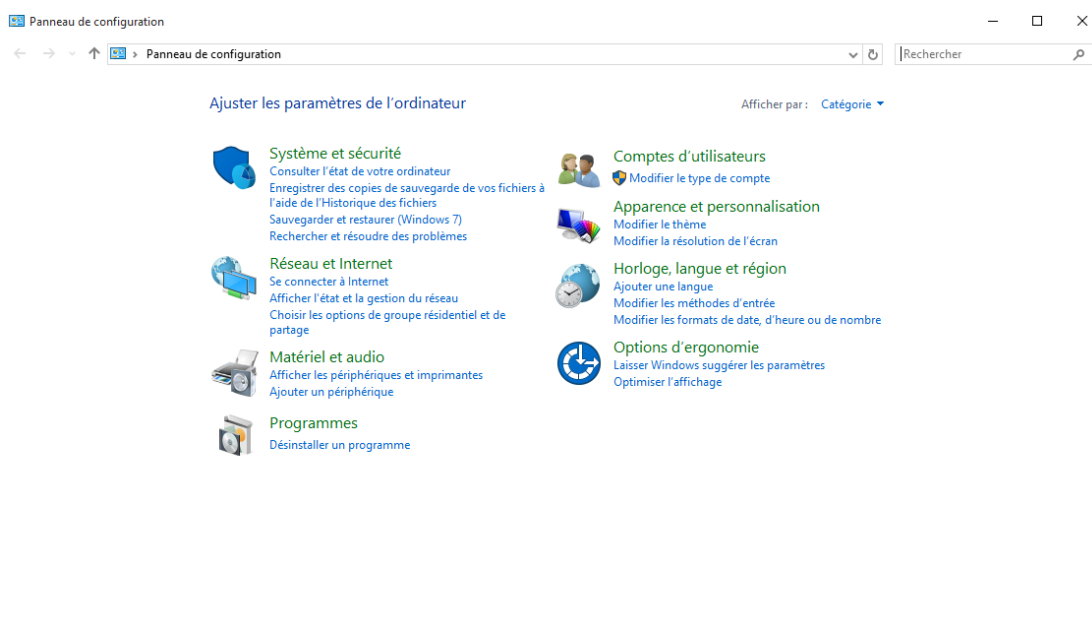 Panneau de configuration
Panneau de configuration
Rechercher
Ajuster les paramètres de l'ordinateur
Afficher par :
Catégorie
Système et sécurité
Consulter l'état de votre ordinateur
Enregistrer des copies de sauvegarde de vos fichiers à
l'aide de l'Historique des fichiers
Sauvegarder et restaurer (Windows 7)
Rechercher et résoudre des problèmes
Réseau et Internet
Se connecter à Internet
Afficher l'état et la gestion du réseau
Choisir les options de groupe résidentiel et de
partage
Matériel et audio
Afficher les périphériques et imprimantes
Ajouter un périphérique
Programmes
Désinstaller un programme
Comptes d'utilisateurs
Modifier le type de compte
Apparence et personnalisation
Modifier le thème
Modifier la résolution de l'écran
Horloge, langue et région
Ajouter une langue
Modifier les méthodes d'entrée
Modifier les formats de date, d'heure ou de nombre
Options d'ergonomie
Laisser Windows suggérer les paramètres
Optimiser l'affichage